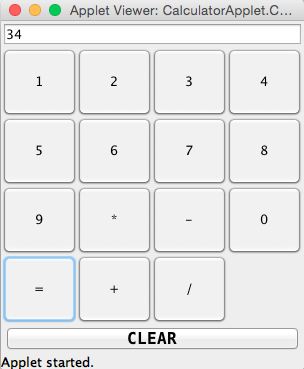 Applet Viewer: CalculatorApplet.C...
34
1 2 3 4
5 6 7 8
9 * - 0
= + /
CLEAR
Applet started.